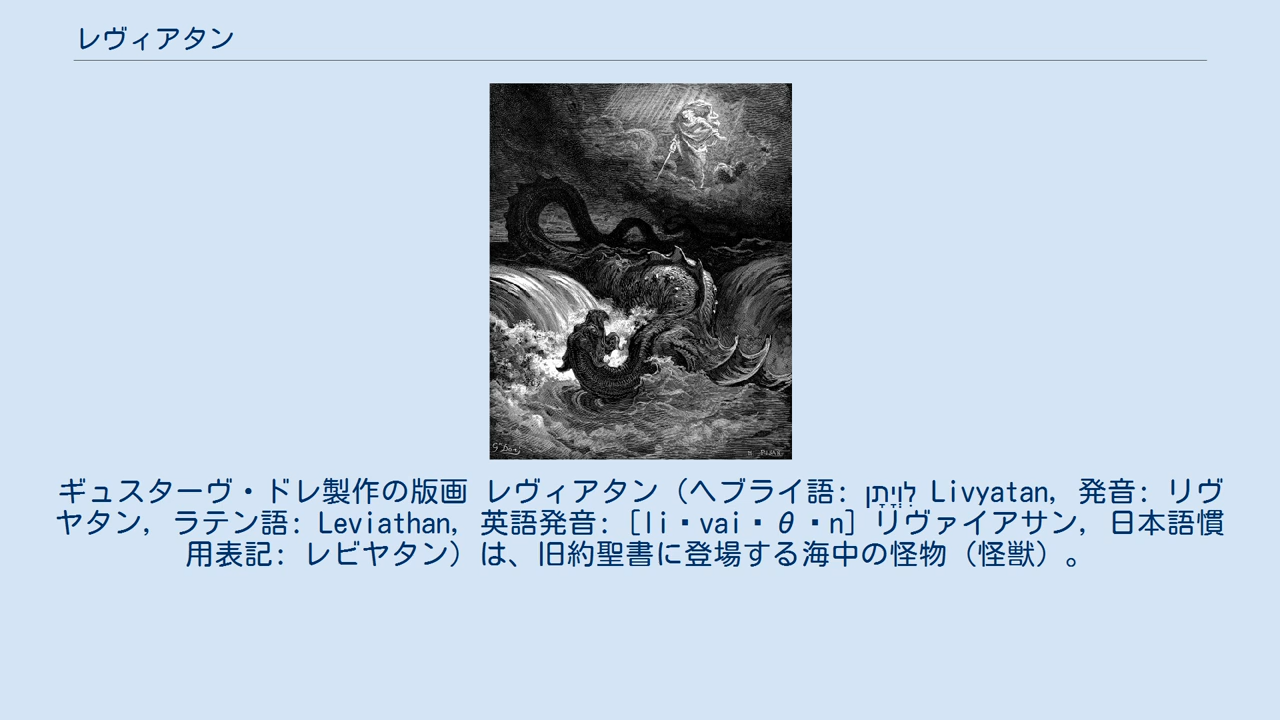 レヴィアタン
ギュスターヴ・ドレ製作の版画 レヴィアタン（ヘブライ語: לִוְיָתָן Livyatan, 発音: リヴ
ヤタン, ラテン語: Leviathan, 英語発音: [li·vai·θ·n] リヴァイアサン, 日本語慣
用表記: レビヤタン）は、旧約聖書に登場する海中の怪物（怪獣）。